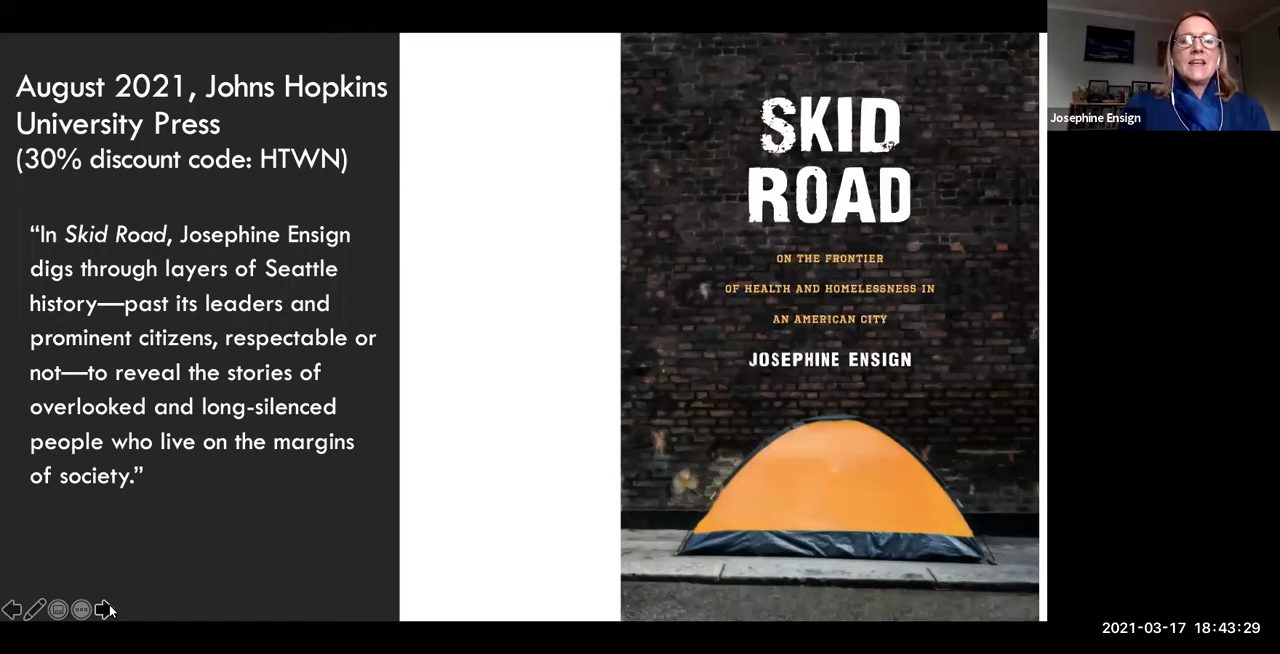 August 2021, Johns Hopkins
University Press
(30% discount code: HTWN)
“In Skid Road, Josephine Ensign
digs through layers of Seattle
history—past its leaders and
prominent citizens, respectable or
not—to reveal the stories of
overlooked and long-silenced
people who live on the margins
of society.”
SKID
ROAD
ON THE FRONTIER
OF HEALTH AND HOMELESSNESS IN
AN AMERICAN CITY
JOSEPHINE ENSIGN
Josephine Ensign
2021-03-17 18:43:29